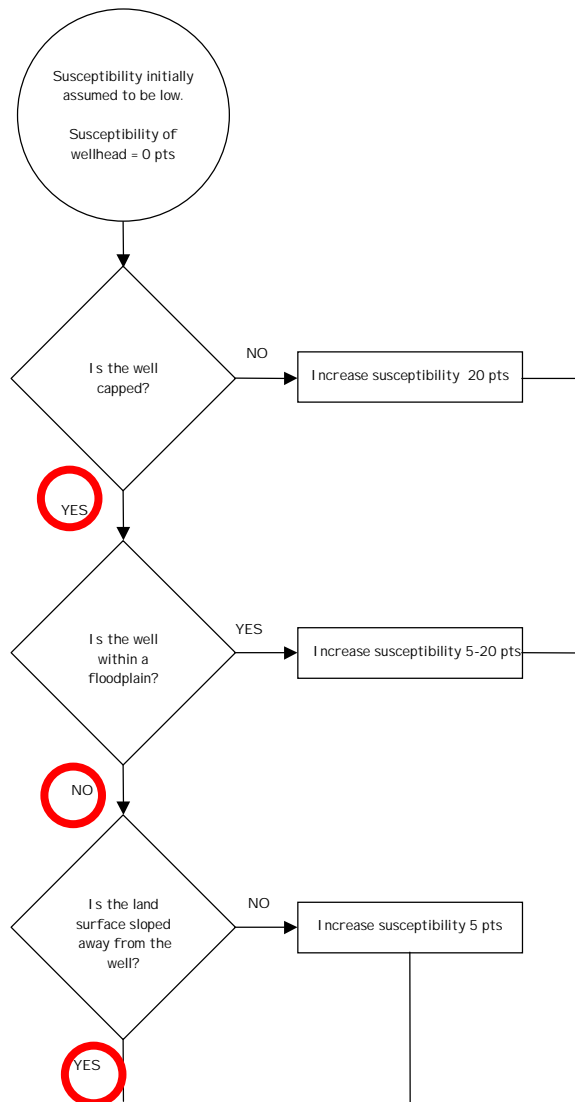 Susceptibility initially
assumed to be low.
Susceptibility of
wellhead = 0 pts
Is the well
capped?
NO
Increase susceptibility 20 pts
YES
Is the well
within a
floodplain?
YES
Increase susceptibility 5-20 pts
NO
Is the land
surface sloped
away from the
well?
NO
Increase susceptibility 5 pts
YES